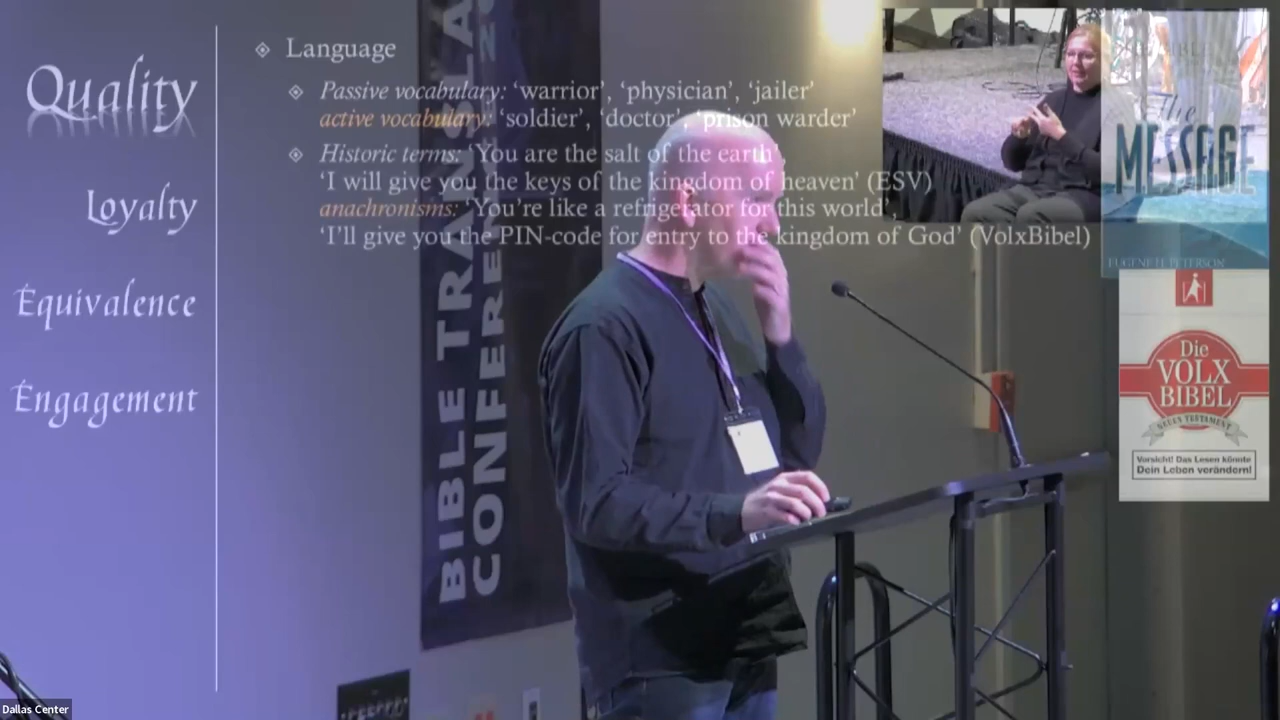 Quality
Loyalty
Equivalence
Engagement
Language
Passive vocabulary: ‘warrior’, ‘physician’, ‘jailer’
active vocabulary: ‘soldier’, ‘doctor’, ‘prison warder’
Historic terms: ‘You are the salt of the earth’
‘I will give you the keys of the kingdom of heaven’ (ESV)
anachronisms: ‘You’re like a refrigerator for this world’,
‘I’ll give you the PIN-code for entry to the kingdom of God’ (VolxBibel)
BIBLE TRANSLA
CONFEREN
The
MESSAGE
EUGENE H. PETERSON
Die
VOLX
BIBEL
NEUES TESTAMENT
Vorsicht! Das Lesen könnte
Dein Leben verändern!
Dallas Center